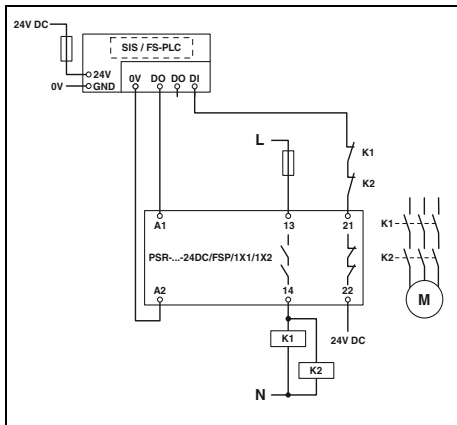 24V DC
SIS / FS-PLC
24V
0V
GND
0V DO DO DI
L
K1
K2
A1 13 21
K1
PSR-...-24DC/FSP/1X1/1X2
K2
A2 14 22
M
K1
24V DC
K2
N